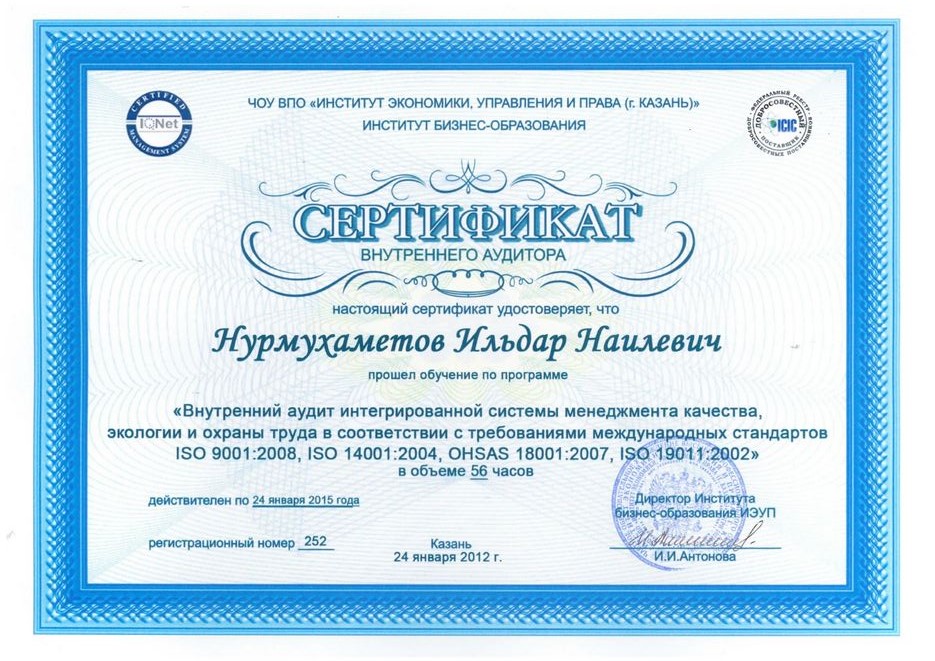 ЧОУ ВПО «ИНСТИТУТ ЭКОНОМИКИ, УПРАВЛЕНИЯ И ПРАВА (г. КАЗАНЬ)»
ИНСТИТУТ БИЗНЕС-ОБРАЗОВАНИЯ
CERTIFIED
IQNet
MANAGEMENT SYSTEM
ФЕДЕРАЛЬНЫЙ РЕЕСТР
ДОБРОСОВЕСТНЫЙ
ICIC
ПОСТАВЩИК
ДОБРОСОВЕСТНЫХ ПОСТАВЩИКОВ
СЕРТИФИКАТ
ВНУТРЕННЕГО АУДИТОРА
настоящий сертификат удостоверяет, что
Нурмухаметов Ильдар Наилевич
прошел обучение по программе
«Внутренний аудит интегрированной системы менеджмента качества,
экологии и охраны труда в соответствии с требованиями международных стандартов
ISO 9001:2008, ISO 14001:2004, OHSAS 18001:2007, ISO 19011:2002»
в объеме 56 часов
действителен по 24 января 2015 года
Директор Института
бизнес-образования ИЭУП
регистрационный номер 252
Казань
24 января 2012 г.
И.И.Антонова